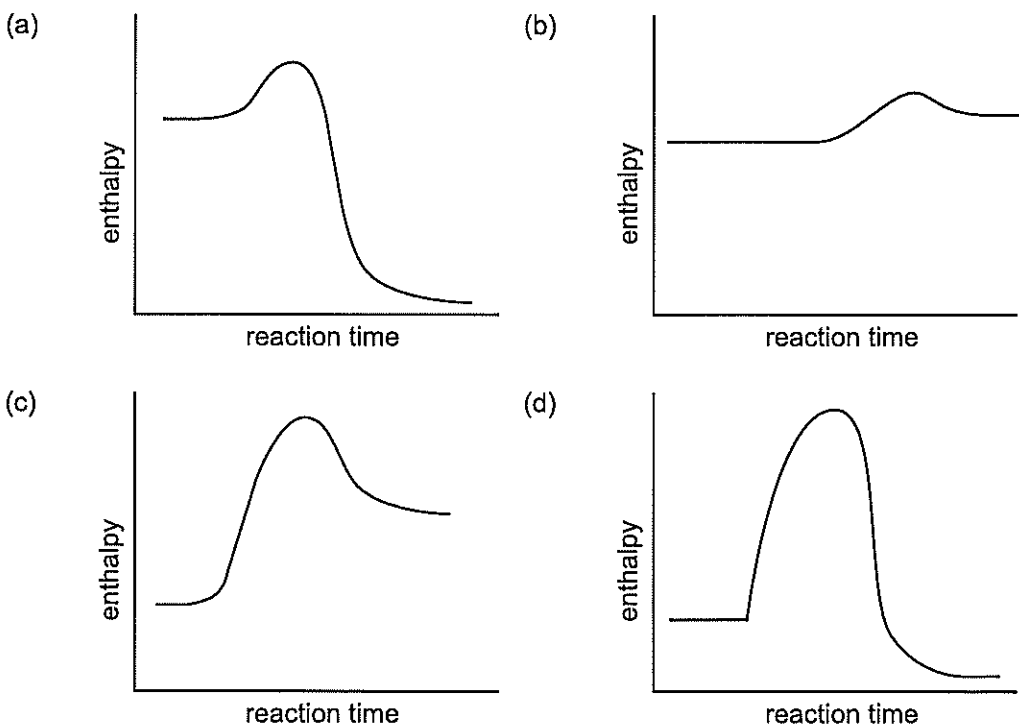 (a)
enthalpy
reaction time
(b)
enthalpy
reaction time
(c)
enthalpy
reaction time
(d)
enthalpy
reaction time